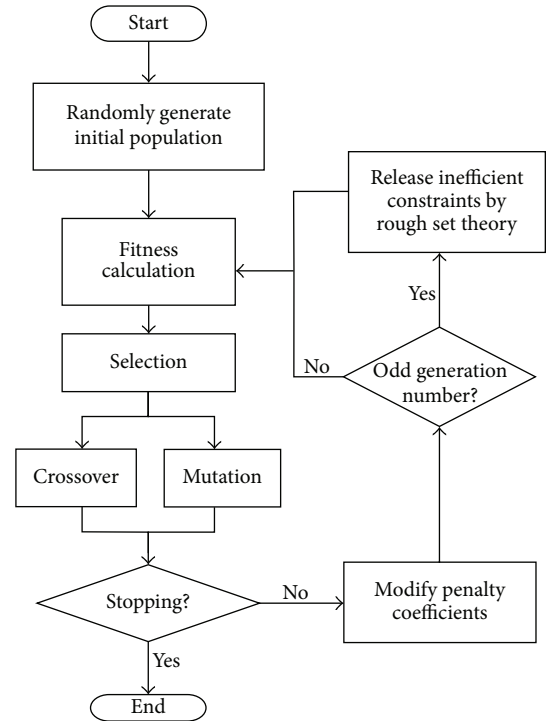 Start
Randomly generate
initial population
Fitness
calculation
Selection
Crossover
Mutation
Stopping?
Yes
End
No
Modify penalty
coefficients
Odd generation
number?
No
Yes
Release inefficient
constraints by
rough set theory